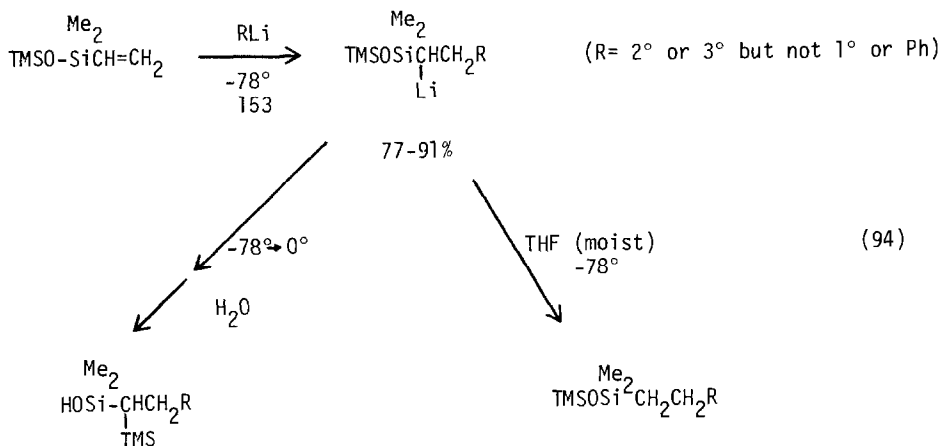 Me2 RLi Me2
TMSO-SiCH=CH2 TMSOSiCHCH2R (R= 2° or 3° but not 1° or Ph)
-78° Li
153
77-91%
-78°→0° THF (moist) (94)
-78°
H2O
Me2 Me2
HOSi-CHCH2R TMSOSiCH2CH2R
TMS